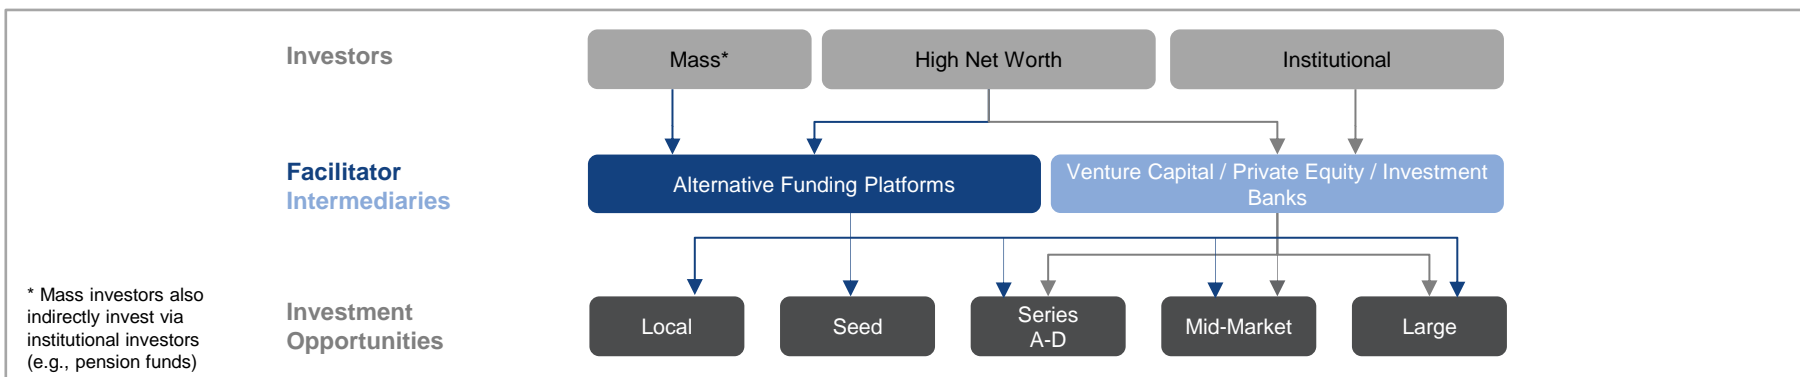 Investors
Mass*
High Net Worth
Institutional
Facilitator
Intermediaries
Alternative Funding Platforms
Venture Capital / Private Equity / Investment
Banks
* Mass investors also
indirectly invest via
institutional investors
(e.g., pension funds)
Investment
Opportunities
Local
Seed
Series
A-D
Mid-Market
Large